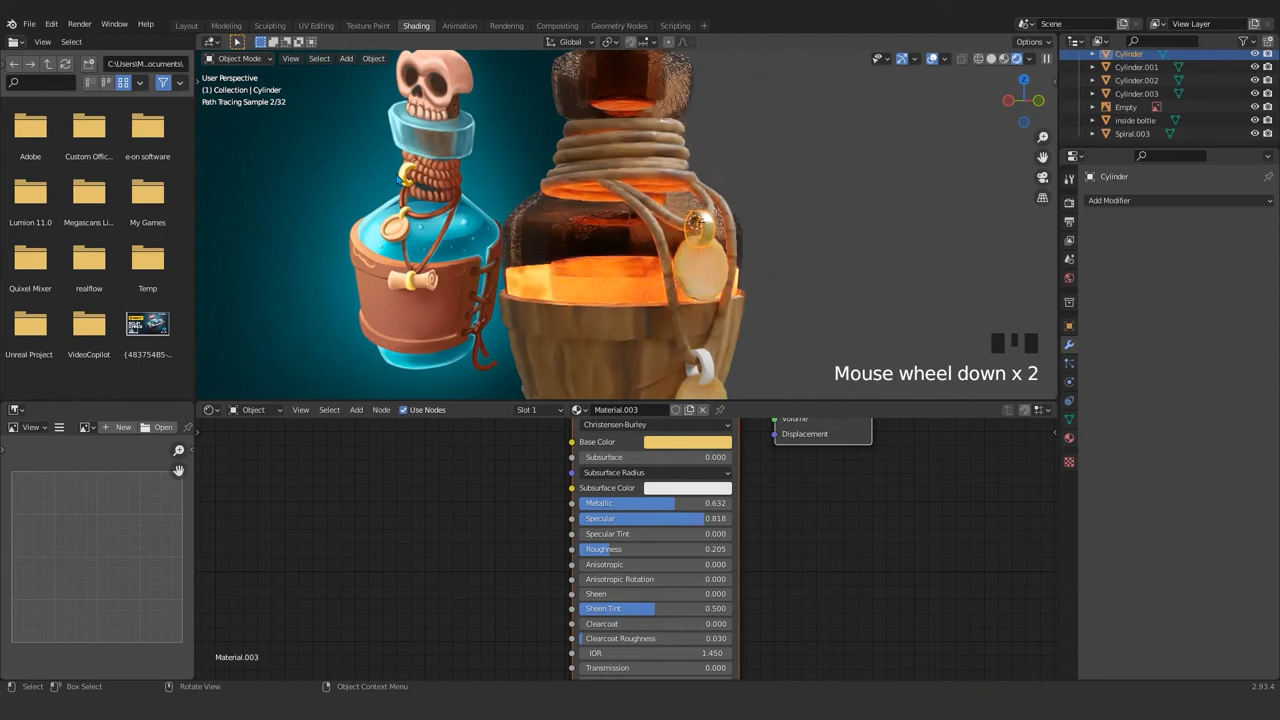 File Edit Render Window Help Layout Modeling Sculpting UV Editing Texture Paint Shading Animation Rendering Compositing Geometry Nodes Scripting Scene View Layer
View Select Global Options
C:\Users\M...ocuments\ Object Mode View Select Add Object
User Perspective
(1) Collection | Cylinder
Path Tracing Sample 2/32
Adobe Custom Offic... e-on software
Lumion 11.0 Megascans Li... My Games
Quixel Mixer realflow Temp
Unreal Project VideoCopilot {483754B5-...
Cylinder
Cylinder.001
Cylinder.002
Cylinder.003
Empty
inside boltle
Spiral.003
Cylinder
Add Modifier
Z
Mouse wheel down x 2
Object View Select Add Node Use Nodes Slot 1 Material.003
View New Open
Christensen-Burley
Base Color
Subsurface 0.000
Subsurface Radius
Subsurface Color
Metallic 0.632
Specular 0.818
Specular Tint 0.000
Roughness 0.205
Anisotropic 0.000
Anisotropic Rotation 0.000
Sheen 0.000
Sheen Tint 0.500
Clearcoat 0.000
Clearcoat Roughness 0.030
IOR 1.450
Transmission 0.000
Volume
Displacement
Material.003
Select Box Select Rotate View Object Context Menu 2.93.4